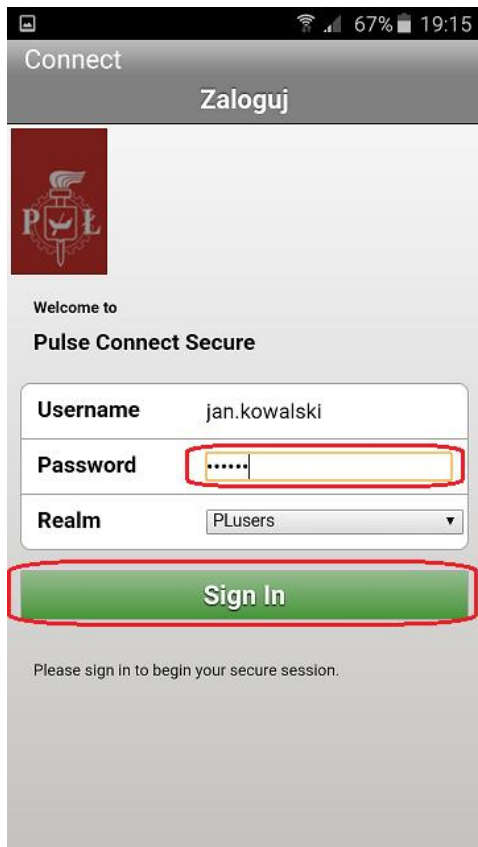 67% 19:15
Connect
Zaloguj
P Ł
Welcome to
Pulse Connect Secure
Username jan.kowalski
Password ••••••
Realm PLusers
Sign In
Please sign in to begin your secure session.